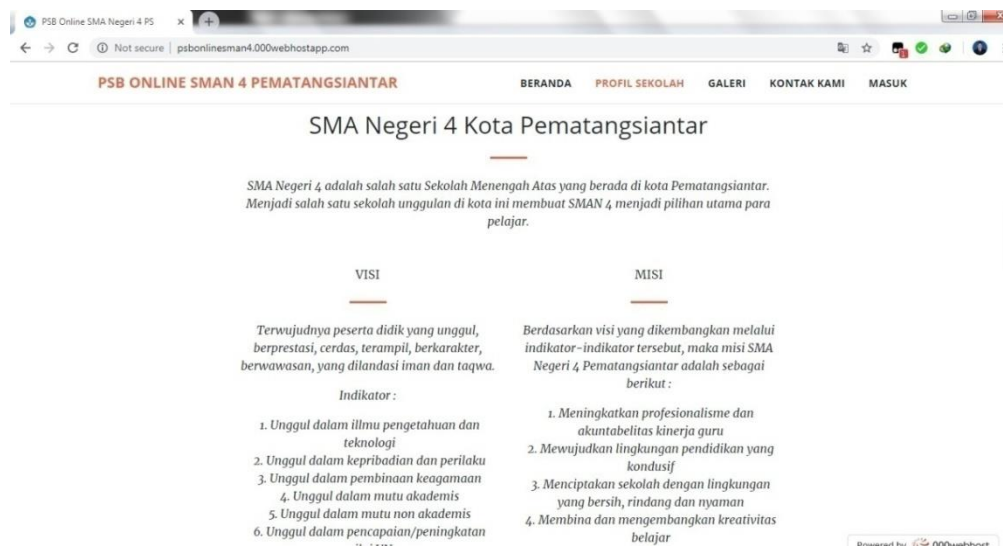 PSB Online SMA Negeri 4 PS
Not secure | psbonlinesman4.000webhostapp.com
PSB ONLINE SMAN 4 PEMATANGSIANTAR
BERANDA PROFIL SEKOLAH GALERI KONTAK KAMI MASUK
SMA Negeri 4 Kota Pematangsiantar
SMA Negeri 4 adalah salah satu Sekolah Menengah Atas yang berada di kota Pematangsiantar.
Menjadi salah satu sekolah unggulan di kota ini membuat SMAN 4 menjadi pilihan utama para
pelajar.
VISI
Terwujudnya peserta didik yang unggul,
berprestasi, cerdas, terampil, berkarakter,
berwawasan, yang dilandasi iman dan taqwa.
Indikator :
1. Unggul dalam illmu pengetahuan dan
teknologi
2. Unggul dalam kepribadian dan perilaku
3. Unggul dalam pembinaan keagamaan
4. Unggul dalam mutu akademis
5. Unggul dalam mutu non akademis
6. Unggul dalam pencapaian/peningkatan
MISI
Berdasarkan visi yang dikembangkan melalui
indikator-indikator tersebut, maka misi SMA
Negeri 4 Pematangsiantar adalah sebagai
berikut :
1. Meningkatkan profesionalisme dan
akuntabelitas kinerja guru
2. Mewujudkan lingkungan pendidikan yang
kondusif
3. Menciptakan sekolah dengan lingkungan
yang bersih, rindang dan nyaman
4. Membina dan mengembangkan kreativitas
belajar
Powered by 000webhost